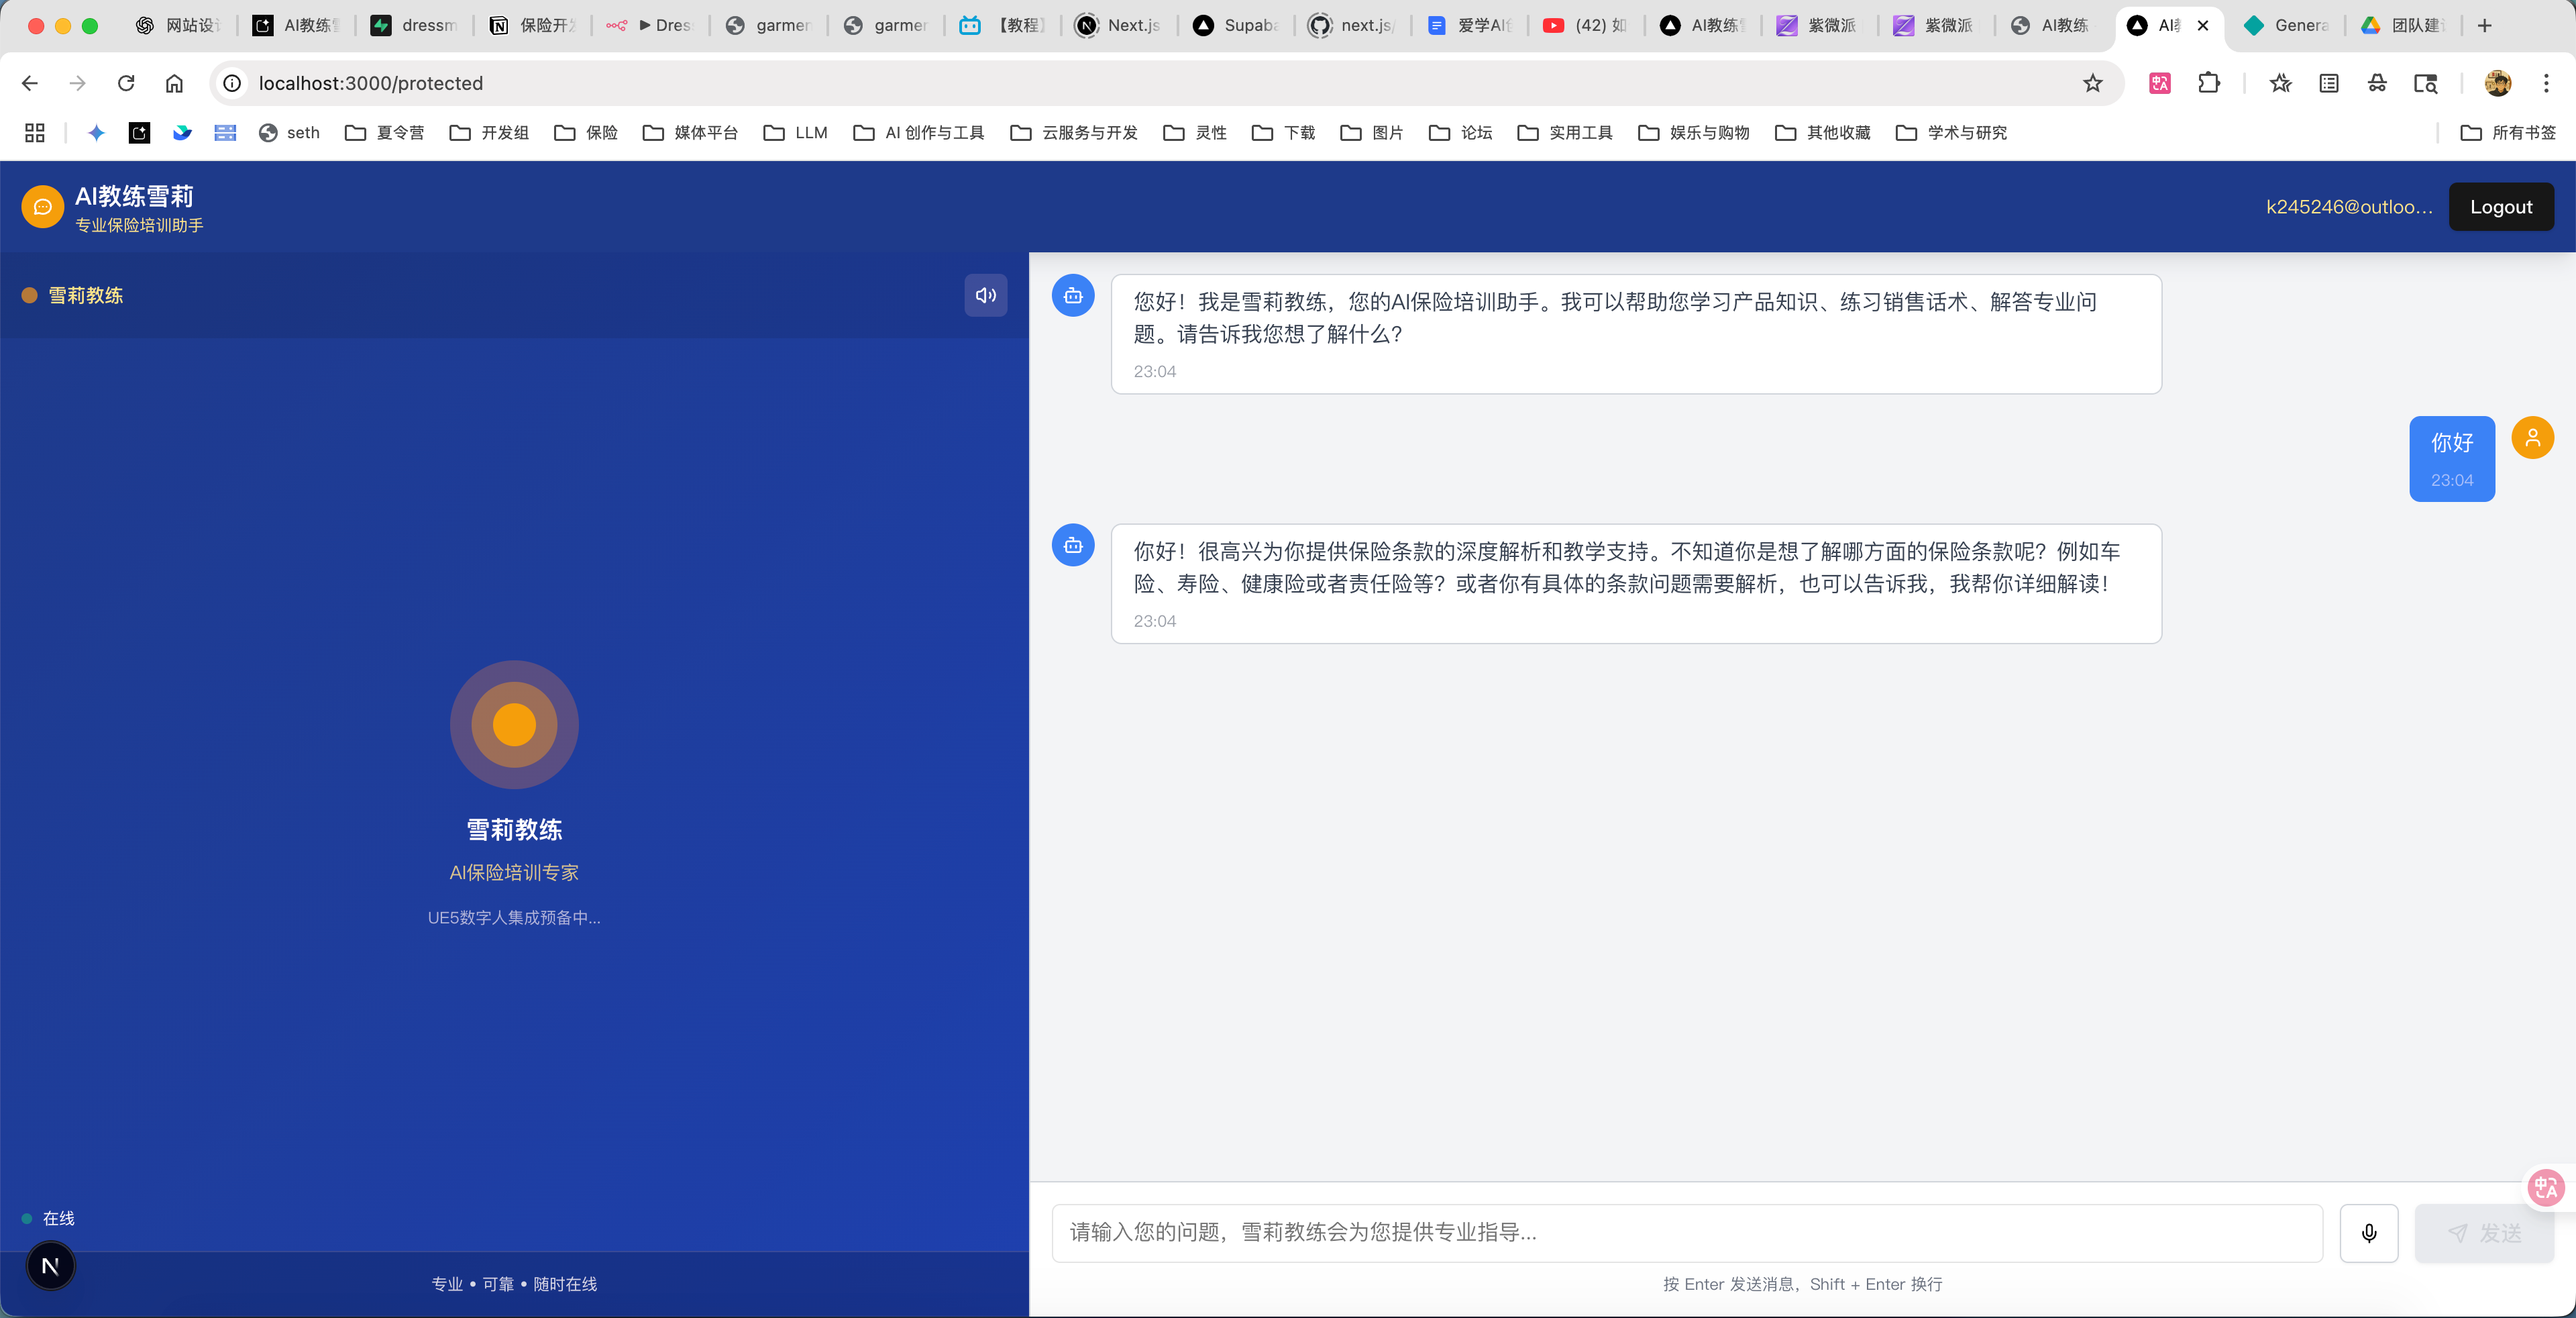 网站设
AI教练
dressm
保险开
Dres
garmer
garmer
【教程】
Next.js
Supaba
next.js/
爱学AI
(42) 如
AI教练
紫微派
紫微派
AI教练
AI
Genera
团队建
localhost:3000/protected
seth
夏令营
开发组
保险
媒体平台
LLM
AI 创作与工具
云服务与开发
灵性
下载
图片
论坛
实用工具
娱乐与购物
其他收藏
学术与研究
所有书签
AI教练雪莉
专业保险培训助手
k245246@outloo...
Logout
雪莉教练
您好！我是雪莉教练，您的AI保险培训助手。我可以帮助您学习产品知识、练习销售话术、解答专业问
题。请告诉我您想了解什么？
23:04
你好
23:04
你好！很高兴为你提供保险条款的深度解析和教学支持。不知道你是想了解哪方面的保险条款呢？例如车
险、寿险、健康险或者责任险等？或者你有具体的条款问题需要解析，也可以告诉我，我帮你详细解读！
23:04
雪莉教练
AI保险培训专家
UE5数字人集成预备中...
在线
专业 • 可靠 • 随时在线
请输入您的问题，雪莉教练会为您提供专业指导...
发送
按 Enter 发送消息，Shift + Enter 换行